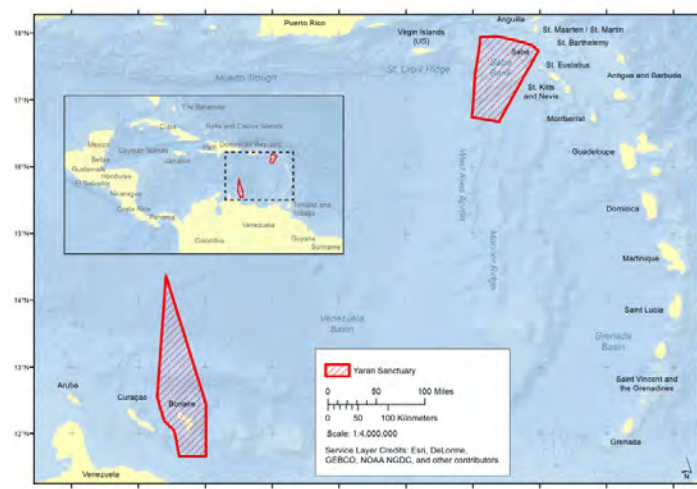 Puerto Rico
Anguilla
18°N
Virgin Islands
(US)
St. Maarten / St. Martin
St. Barthelemy
Saba
St. Croix Ridge
Saba
Bank
St. Eustatius
Muerto Trough
Antigua and Barbuda
17°N
St. Kitts
and Nevis
Montserrat
The Bahamas
Cuba
Turks and Caicos Islands
Mexico
Cayman Islands
Haiti
Dominican Republic
Jamaica
Belize
Guatemala
Honduras
El Salvador
Nicaragua
Costa Rica
Panama
Trinidad and
Tobago
Venezuela
Colombia
Guyana
Suriname
16°N
Guadeloupe
Dominica
15°N
Martinique
14°N
Saint Lucia
Venezuela
Basin
Grenada
Basin
13°N
Aruba
Curaçao
Bonaire
Saint Vincent and
the Grenadines
12°N
Grenada
Venezuela
Yarari Sanctuary
0 50 100 Miles
0 50 100 Kilometers
Scale: 1:4,000,000
Service Layer Credits: Esri, DeLorme,
GEBCO, NOAA NGDC, and other contributors
N